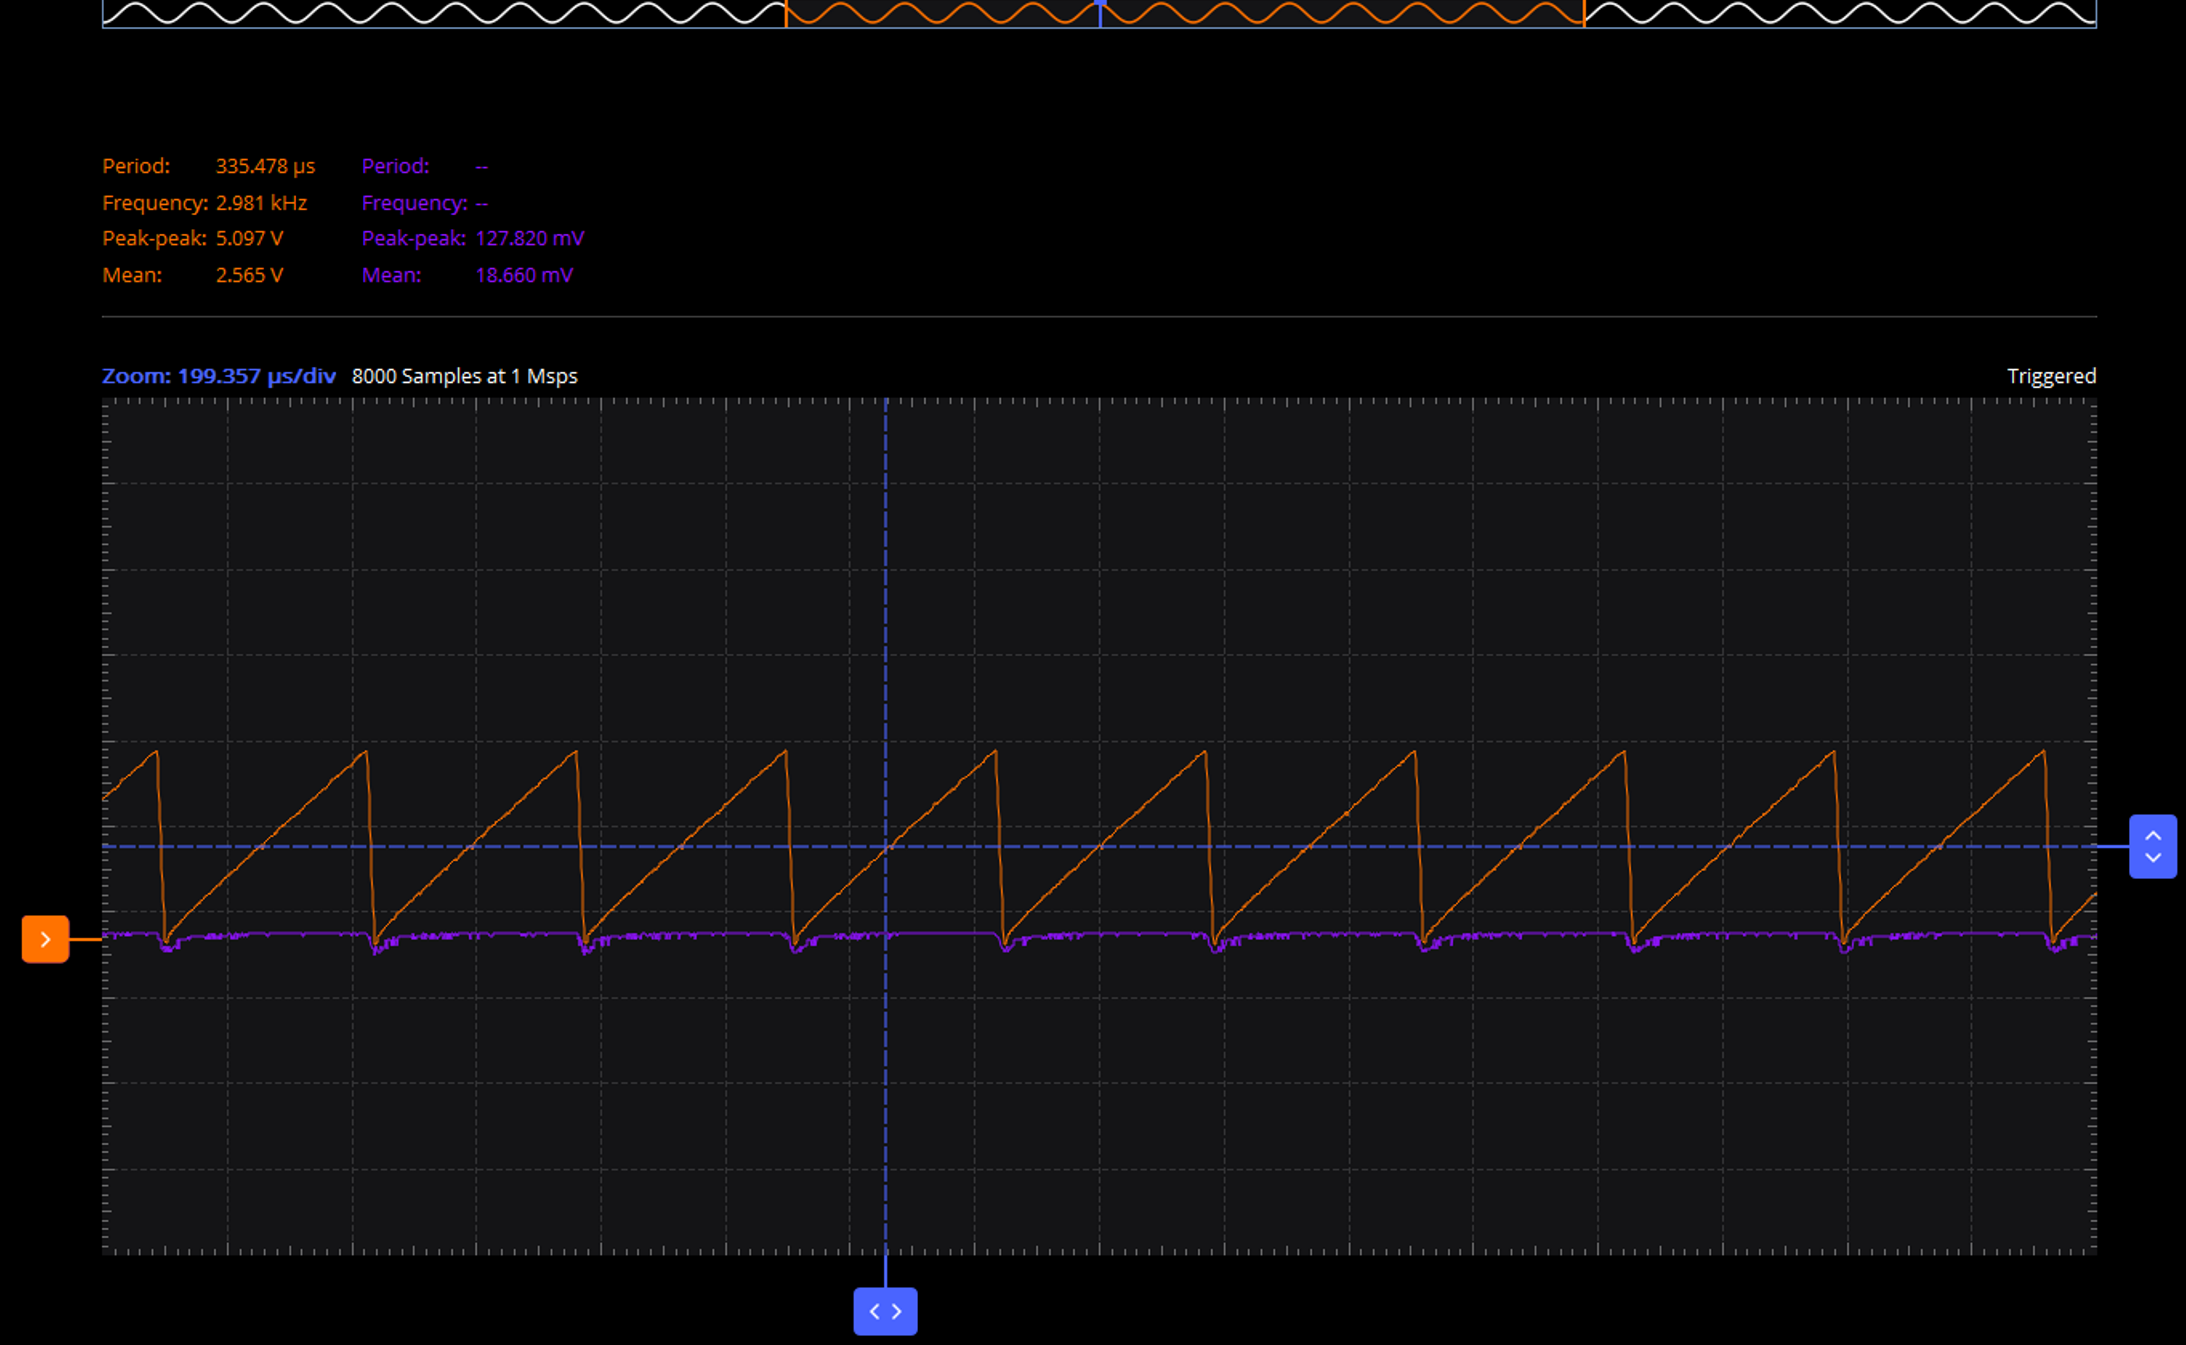 Period: 335.478 µs Period: --
Frequency: 2.981 kHz Frequency: --
Peak-peak: 5.097 V Peak-peak: 127.820 mV
Mean: 2.565 V Mean: 18.660 mV
Zoom: 199.357 µs/div 8000 Samples at 1 Msps Triggered